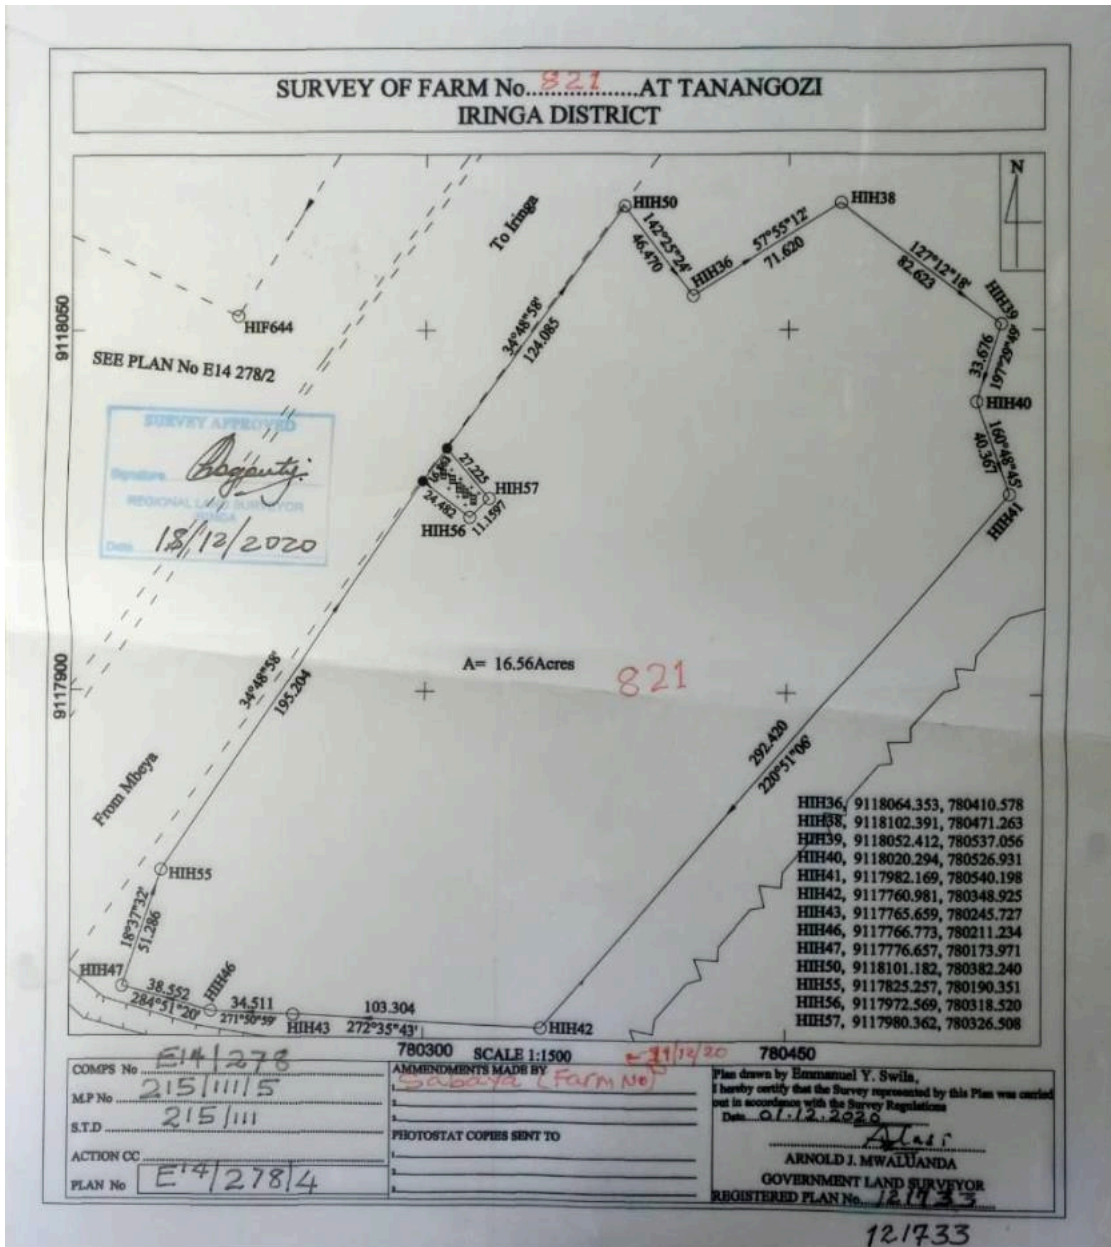 SURVEY OF FARM No. 821 AT TANANGOZI
IRINGA DISTRICT
N
HIH50
HIH38
To Iringa
142°25'24'
46.470
HIH36
57°55'12'
71.620
127°12'18'
82.623
HIH39
9118050
HIF644
34°48'58'
124.085
33.676
197°29'49'
SEE PLAN No E14 278/2
HIH40
SURVEY APPROVED
Signature
REGIONAL LAND SURVEYOR
IRINGA
Date 18/12/2020
160°48'45'
40.367
27.225
HIH57
24.482
HIH56
11.1597
HIH41
A= 16.56Acres
821
9117900
34°48'58'
195.204
292.420
220°51'06'
From Mbeya
HIH36, 9118064.353, 780410.578
HIH38, 9118102.391, 780471.263
HIH39, 9118052.412, 780537.056
HIH40, 9118020.294, 780526.931
HIH41, 9117982.169, 780540.198
HIH42, 9117760.981, 780348.925
HIH43, 9117765.659, 780245.727
HIH46, 9117766.773, 780211.234
HIH47, 9117776.657, 780173.971
HIH50, 9118101.182, 780382.240
HIH55, 9117825.257, 780190.351
HIH56, 9117972.569, 780318.520
HIH57, 9117980.362, 780326.508
HIH55
18°37'32'
51.286
HIH47
38.552
284°51'20'
HIH46
34.511
271°50'59'
HIH43
103.304
272°35'43'
HIH42
780300
SCALE 1:1500
780450
COMPS No E14/278
M.P No 215/III/5
S.T.D 215/III
ACTION CC
PLAN No E14/278/4
AMMENDMENTS MADE BY
1. Sabaya (Farm No)
2.
3.
PHOTOSTAT COPIES SENT TO
1.
2.
3.
Plan drawn by Emmanuel Y. Swila,
I hereby certify that the Survey represented by this Plan was carried
out in accordance with the Survey Regulations
Date 01.12.2020
ARNOLD J. MWALUANDA
GOVERNMENT LAND SURVEYOR
REGISTERED PLAN No. 121733
121733